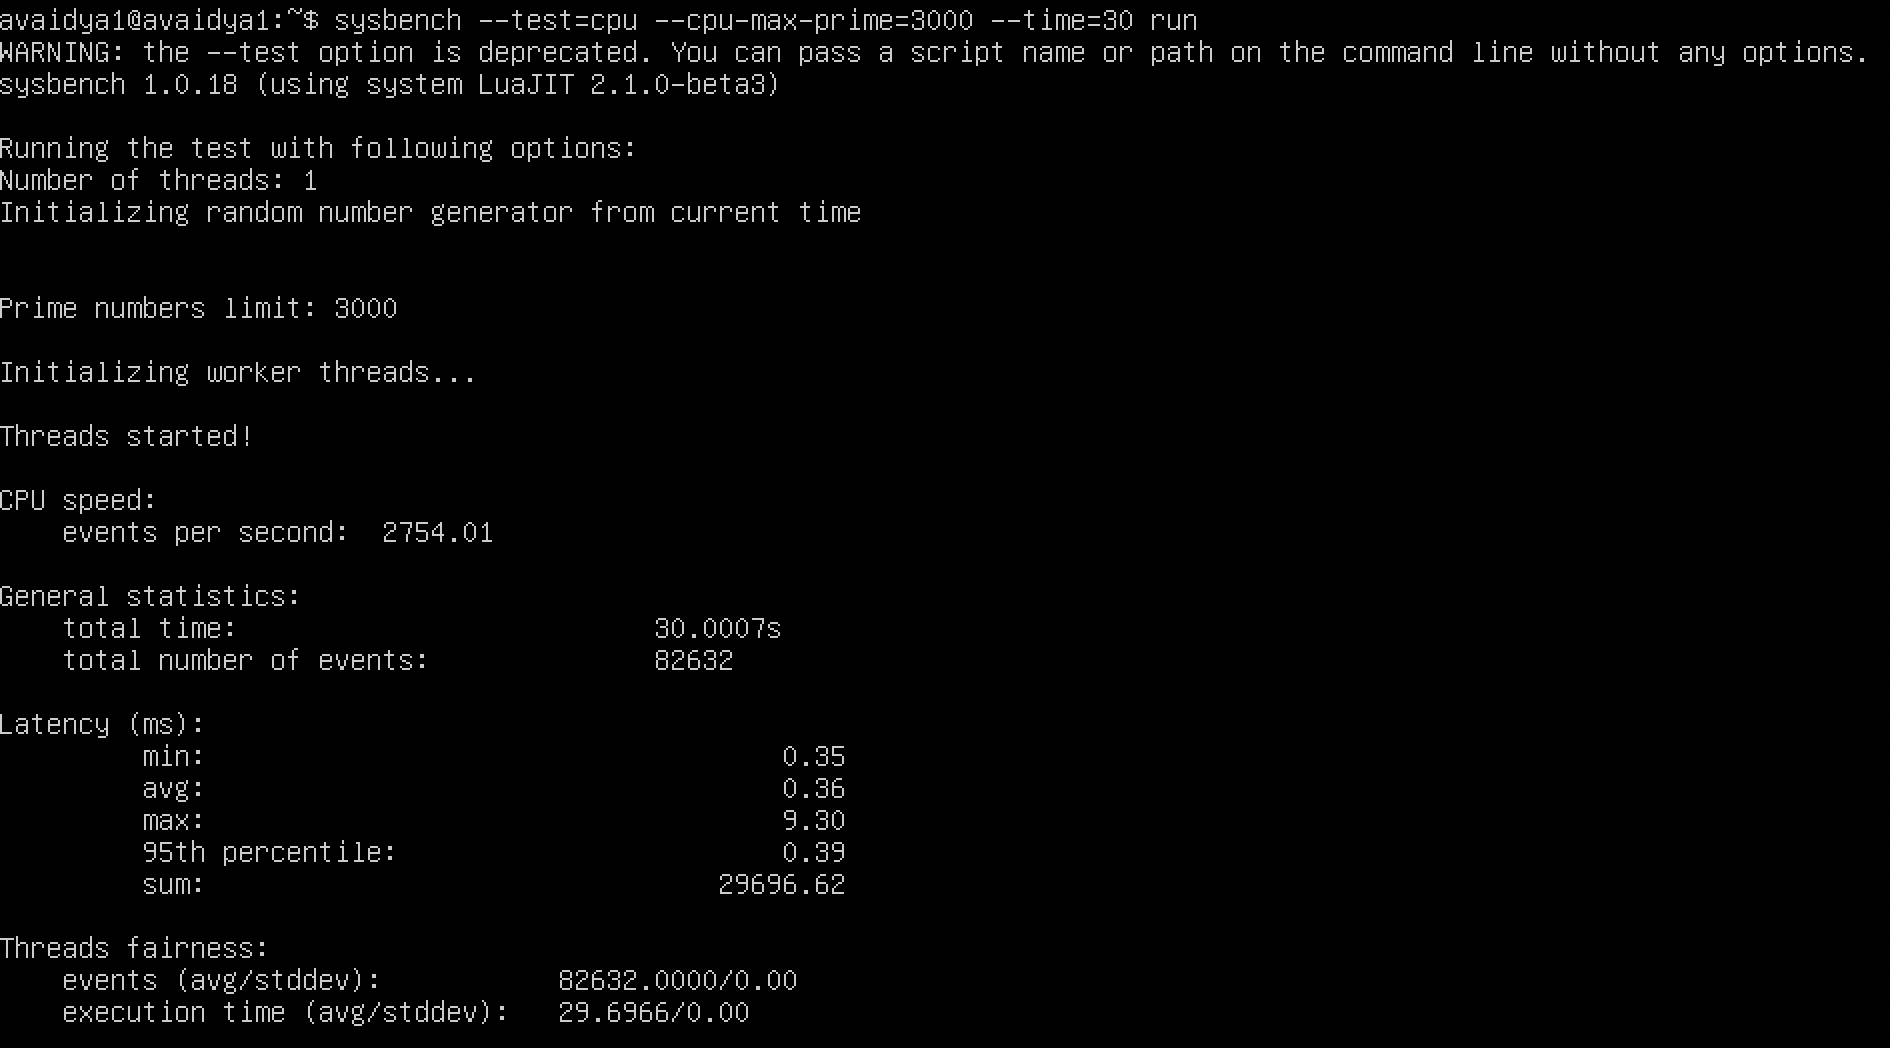 avaidya1@avaidya1:~$ sysbench --test=cpu --cpu-max-prime=3000 --time=30 run
WARNING: the --test option is deprecated. You can pass a script name or path on the command line without any options.
sysbench 1.0.18 (using system LuaJIT 2.1.0-beta3)
Running the test with following options:
Number of threads: 1
Initializing random number generator from current time
Prime numbers limit: 3000
Initializing worker threads...
Threads started!
CPU speed:
events per second: 2754.01
General statistics:
total time: 30.0007s
total number of events: 82632
Latency (ms):
min: 0.35
avg: 0.36
max: 9.30
95th percentile: 0.39
sum: 29696.62
Threads fairness:
events (avg/stddev): 82632.0000/0.00
execution time (avg/stddev): 29.6966/0.00